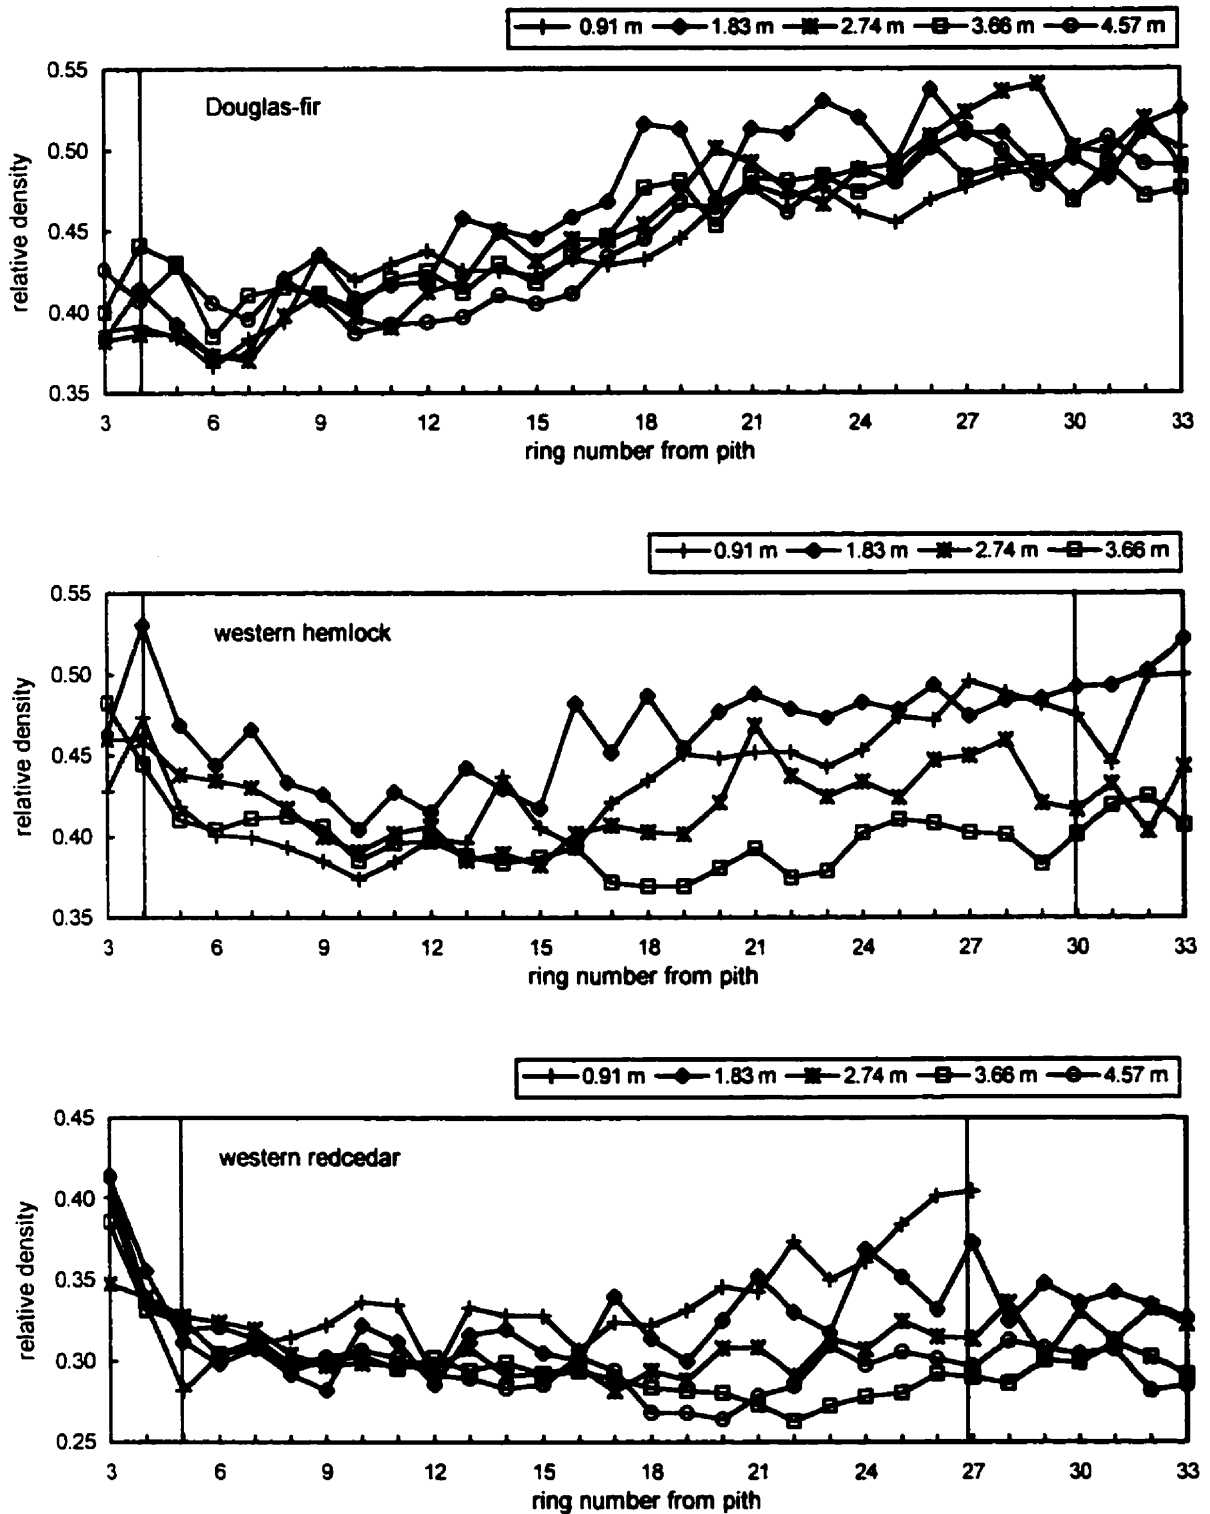 0.91 m 1.83 m 2.74 m 3.66 m 4.57 m
0.55
Douglas-fir
0.50
0.45
0.40
0.35
relative density
3 6 9 12 15 18 21 24 27 30 33
ring number from pith
0.91 m 1.83 m 2.74 m 3.66 m
0.55
western hemlock
0.50
0.45
0.40
0.35
relative density
3 6 9 12 15 18 21 24 27 30 33
ring number from pith
0.91 m 1.83 m 2.74 m 3.66 m 4.57 m
0.45
western redcedar
0.40
0.35
0.30
0.25
relative density
3 6 9 12 15 18 21 24 27 30 33
ring number from pith